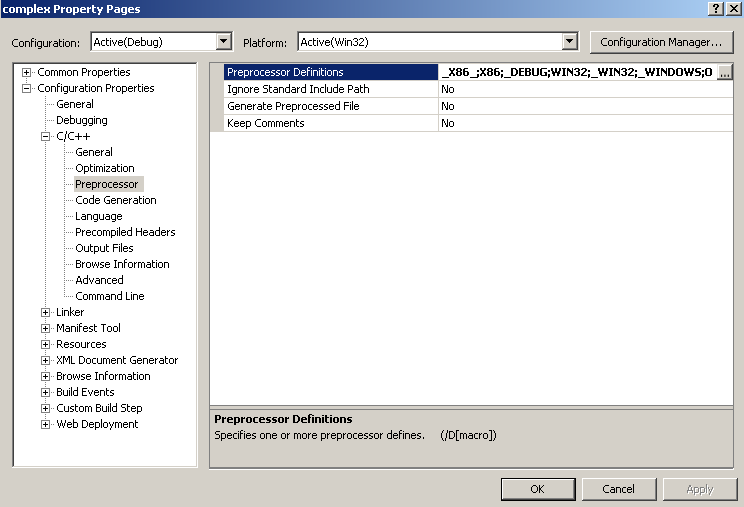 complex Property Pages
Configuration: Active(Debug) Platform: Active(Win32) Configuration Manager...
Common Properties
Configuration Properties
General
Debugging
C/C++
General
Optimization
Preprocessor
Code Generation
Language
Precompiled Headers
Output Files
Browse Information
Advanced
Command Line
Linker
Manifest Tool
Resources
XML Document Generator
Browse Information
Build Events
Custom Build Step
Web Deployment
Preprocessor Definitions _X86_;X86;_DEBUG;WIN32;_WIN32;_WINDOWS;O ...
Ignore Standard Include Path No
Generate Preprocessed File No
Keep Comments No
Preprocessor Definitions
Specifies one or more preprocessor defines. (/D[macro])
OK Cancel Apply